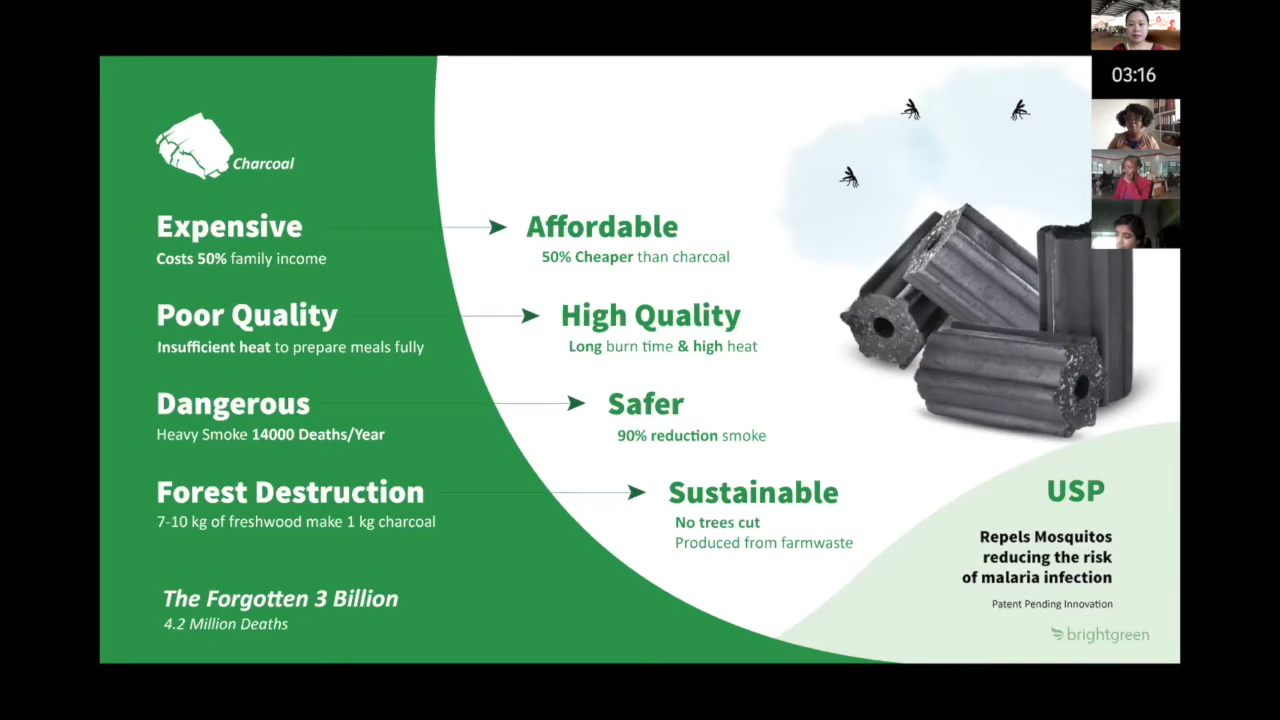 03:16
Charcoal
Expensive
Costs 50% family income
Affordable
50% Cheaper than charcoal
Poor Quality
Insufficient heat to prepare meals fully
High Quality
Long burn time & high heat
Dangerous
Heavy Smoke 14000 Deaths/Year
Safer
90% reduction smoke
Forest Destruction
7-10 kg of freshwood make 1 kg charcoal
Sustainable
No trees cut
Produced from farmwaste
The Forgotten 3 Billion
4.2 Million Deaths
USP
Repels Mosquitos
reducing the risk
of malaria infection
Patent Pending Innovation
brightgreen